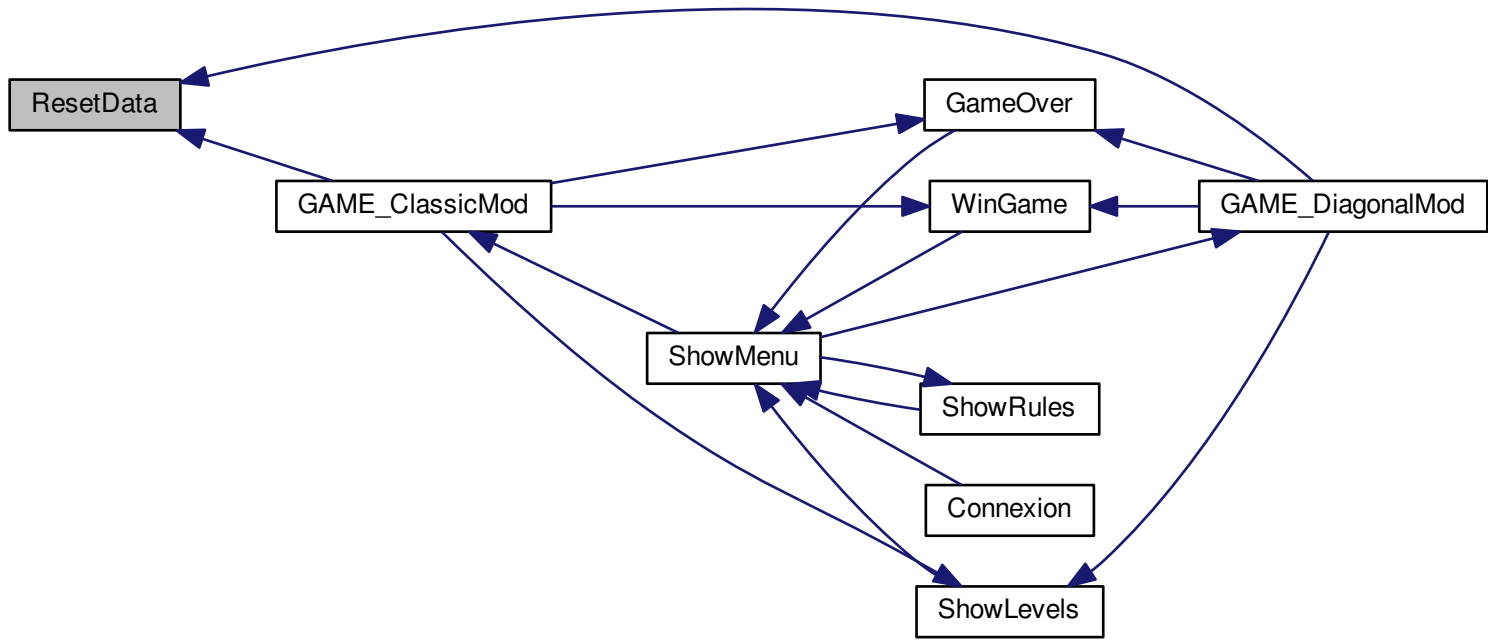 ResetData
GameOver
GAME_ClassicMod
WinGame
GAME_DiagonalMod
ShowMenu
ShowRules
Connexion
ShowLevels